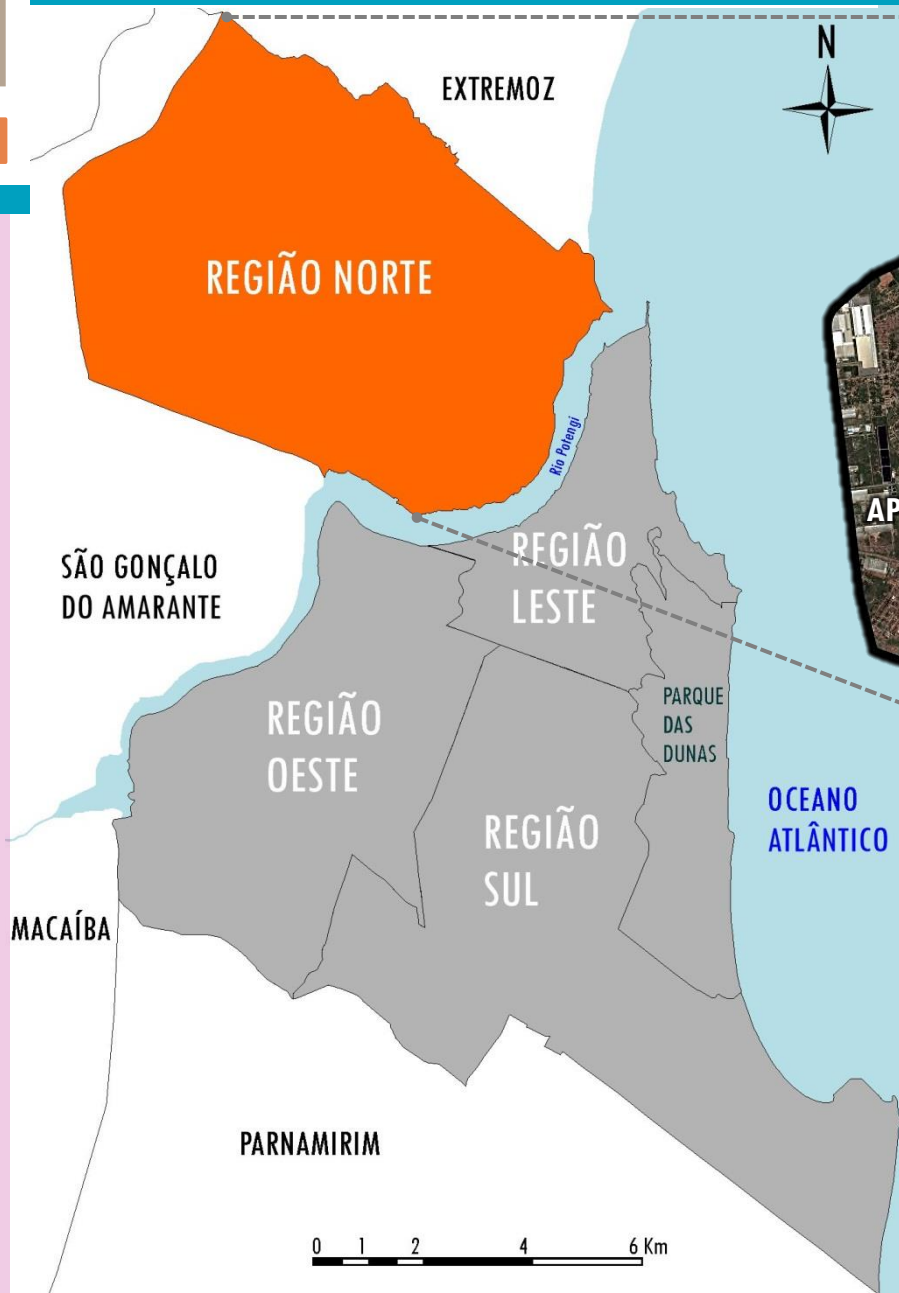 N
EXTREMOZ
REGIÃO NORTE
Rio Potengi
AP
SÃO GONÇALO
DO AMARANTE
REGIÃO
LESTE
REGIÃO
OESTE
PARQUE
DAS
DUNAS
OCEANO
ATLÂNTICO
REGIÃO
SUL
MACAÍBA
PARNAMIRIM
0 1 2 4 6 Km